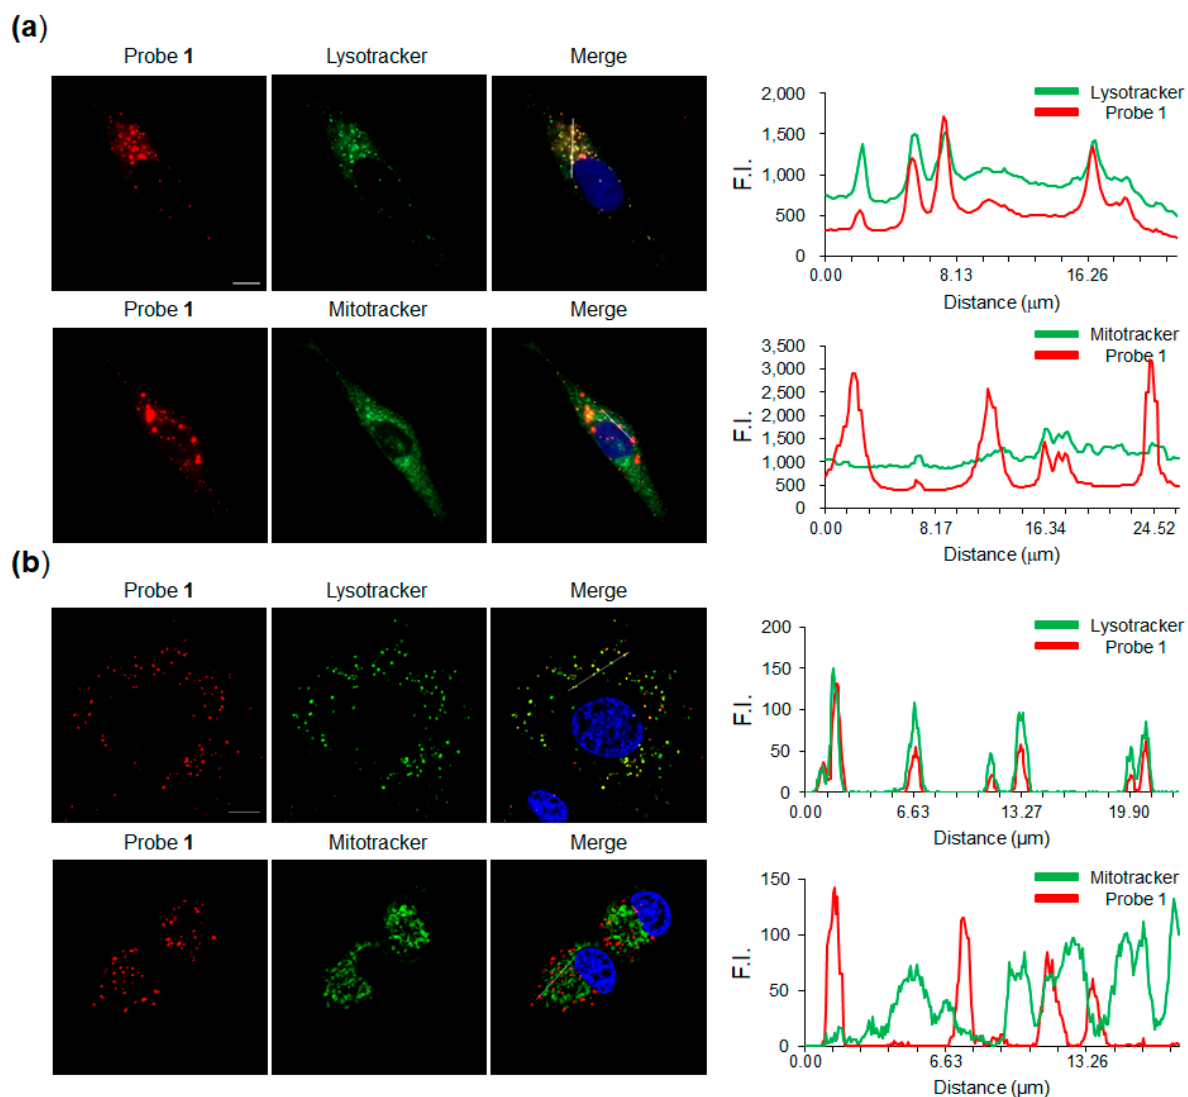 (a)
Probe 1 Lysotracker Merge
Lysotracker
Probe 1
2,000
1,500
1,000
500
0
F.I.
0.00 8.13 16.26
Distance (μm)
Probe 1 Mitotracker Merge
Mitotracker
Probe 1
3,500
3,000
2,500
2,000
1,500
1,000
500
0
F.I.
0.00 8.17 16.34 24.52
Distance (μm)
(b)
Probe 1 Lysotracker Merge
Lysotracker
Probe 1
200
150
100
50
0
F.I.
0.00 6.63 13.27 19.90
Distance (μm)
Probe 1 Mitotracker Merge
Mitotracker
Probe 1
150
100
50
0
F.I.
0.00 6.63 13.26
Distance (μm)